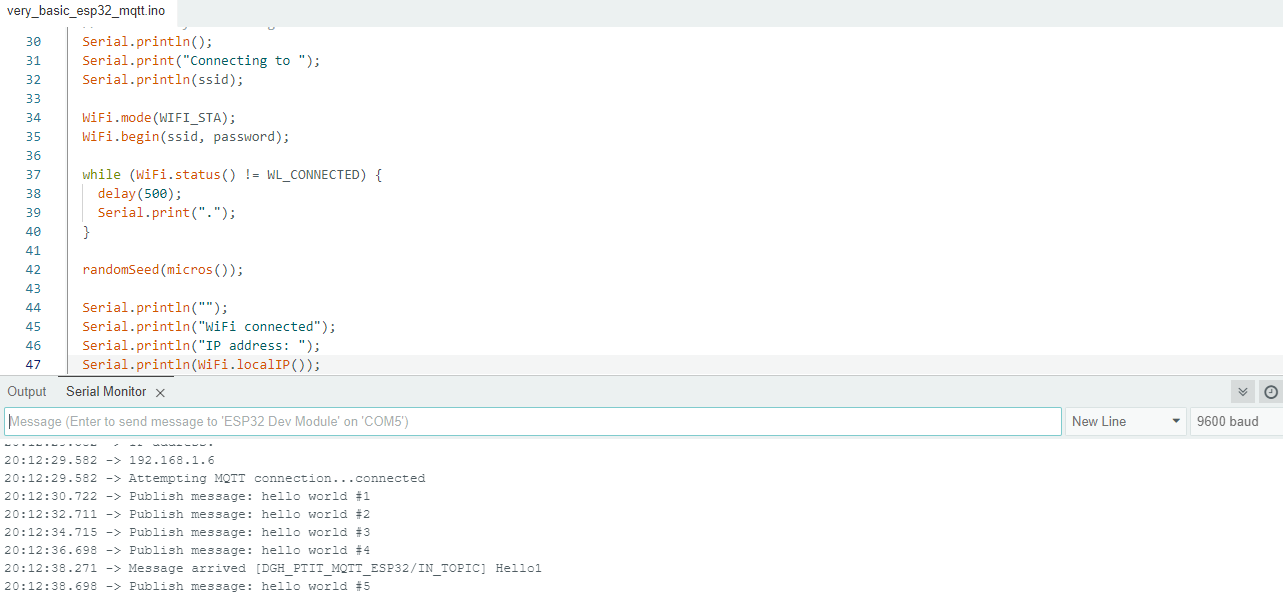 very_basic_esp32_mqtt.ino
30 Serial.println();
31 Serial.print("Connecting to ");
32 Serial.println(ssid);
33
34 WiFi.mode(WIFI_STA);
35 WiFi.begin(ssid, password);
36
37 while (WiFi.status() != WL_CONNECTED) {
38 delay(500);
39 Serial.print(".");
40 }
41
42 randomSeed(micros());
43
44 Serial.println("");
45 Serial.println("WiFi connected");
46 Serial.println("IP address: ");
47 Serial.println(WiFi.localIP());
Output Serial Monitor
Message (Enter to send message to 'ESP32 Dev Module' on 'COM5') New Line 9600 baud
20:12:29.582 -> 192.168.1.6
20:12:29.582 -> Attempting MQTT connection...connected
20:12:30.722 -> Publish message: hello world #1
20:12:32.711 -> Publish message: hello world #2
20:12:34.715 -> Publish message: hello world #3
20:12:36.698 -> Publish message: hello world #4
20:12:38.271 -> Message arrived [DGH_PTIT_MQTT_ESP32/IN_TOPIC] Hello1
20:12:38.698 -> Publish message: hello world #5